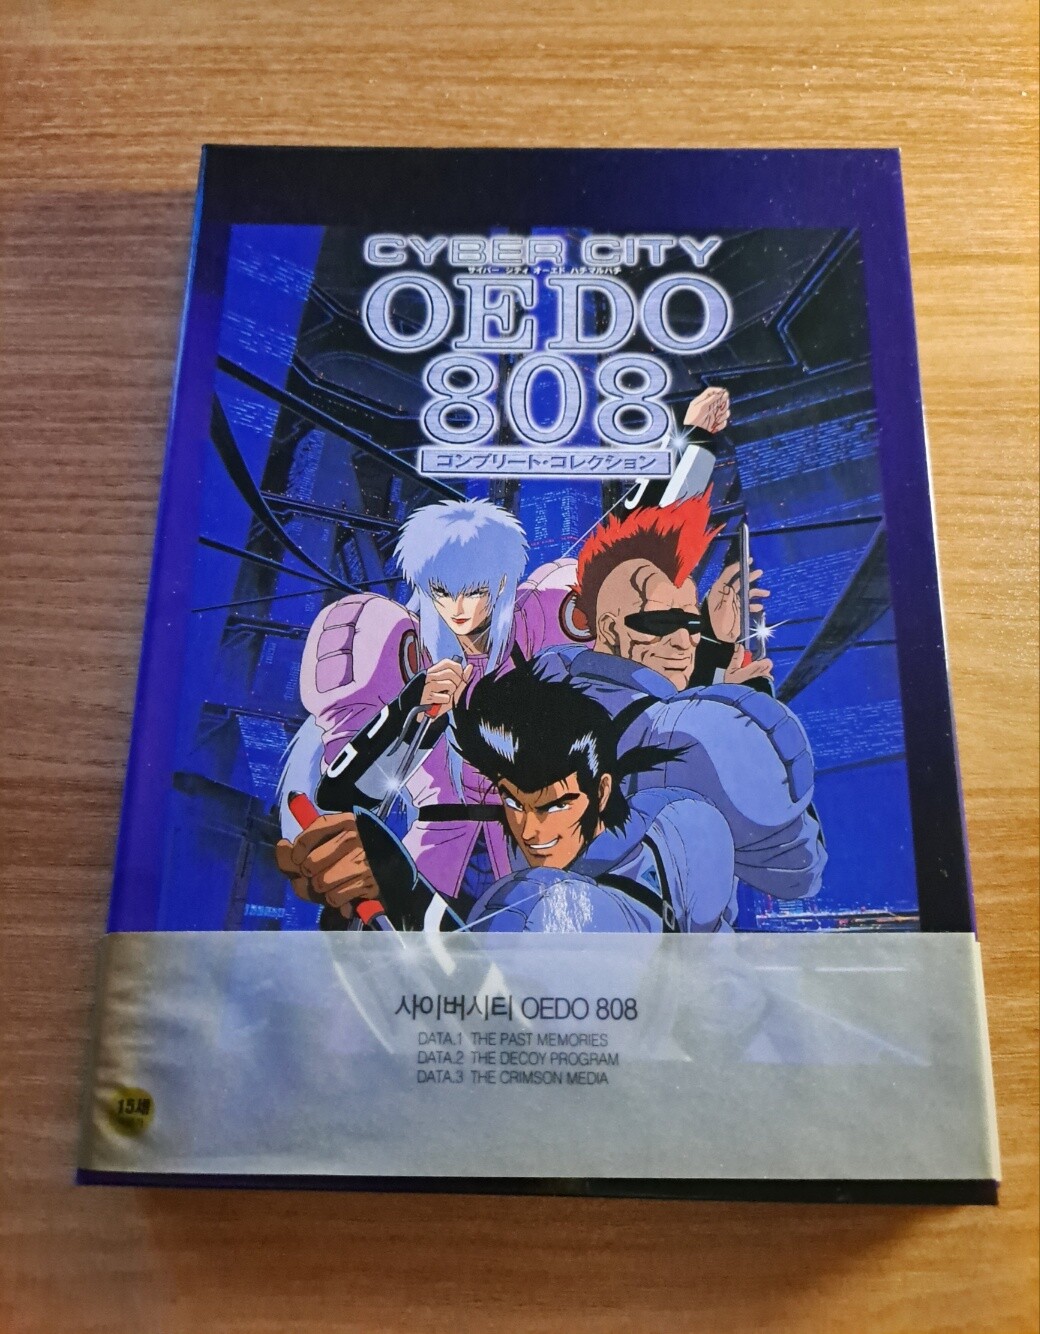 CYBER CITY
サイバー シティ オーエド ハチマルハチ
OEDO
808
コンプリート・コレクション
사이버시티 OEDO 808
DATA.1 THE PAST MEMORIES
DATA.2 THE DECOY PROGRAM
DATA.3 THE CRIMSON MEDIA
15세